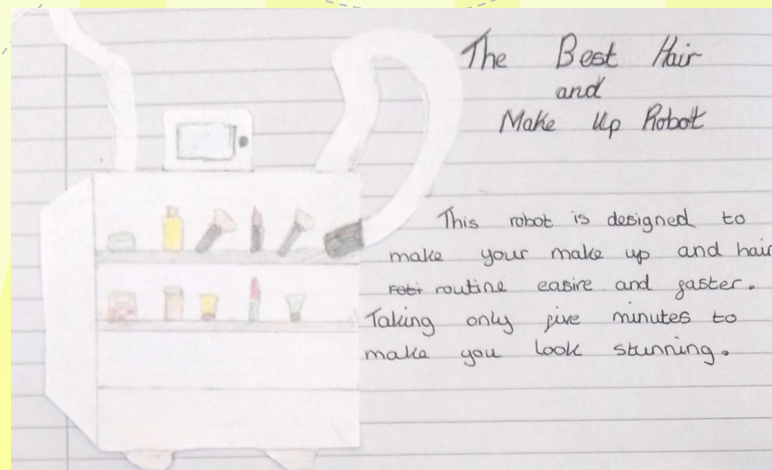 The Best Hair
and
Make Up Robot
This robot is designed to
make your make up and hair
routine easire and faster.
Taking only five minutes to
make you look stunning.